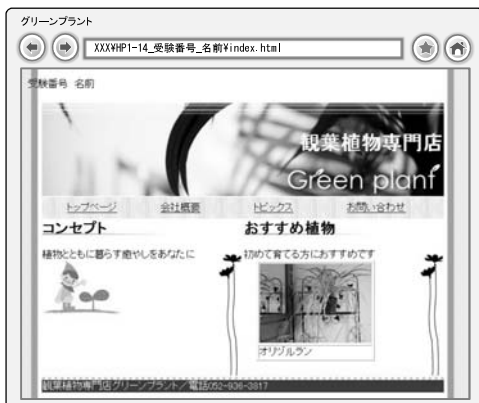 グリーンプラント
XXX¥HP1-14_受験番号_名前¥index.html
受験番号 名前
観葉植物専門店
Green plant
トップページ 会社概要 トピックス お問い合わせ
コンセプト
植物とともに暮らす癒やしをあなたに
おすすめ植物
初めて育てる方におすすめです
オリヅルラン
観葉植物専門店グリーンプラント／電話052-936-3817